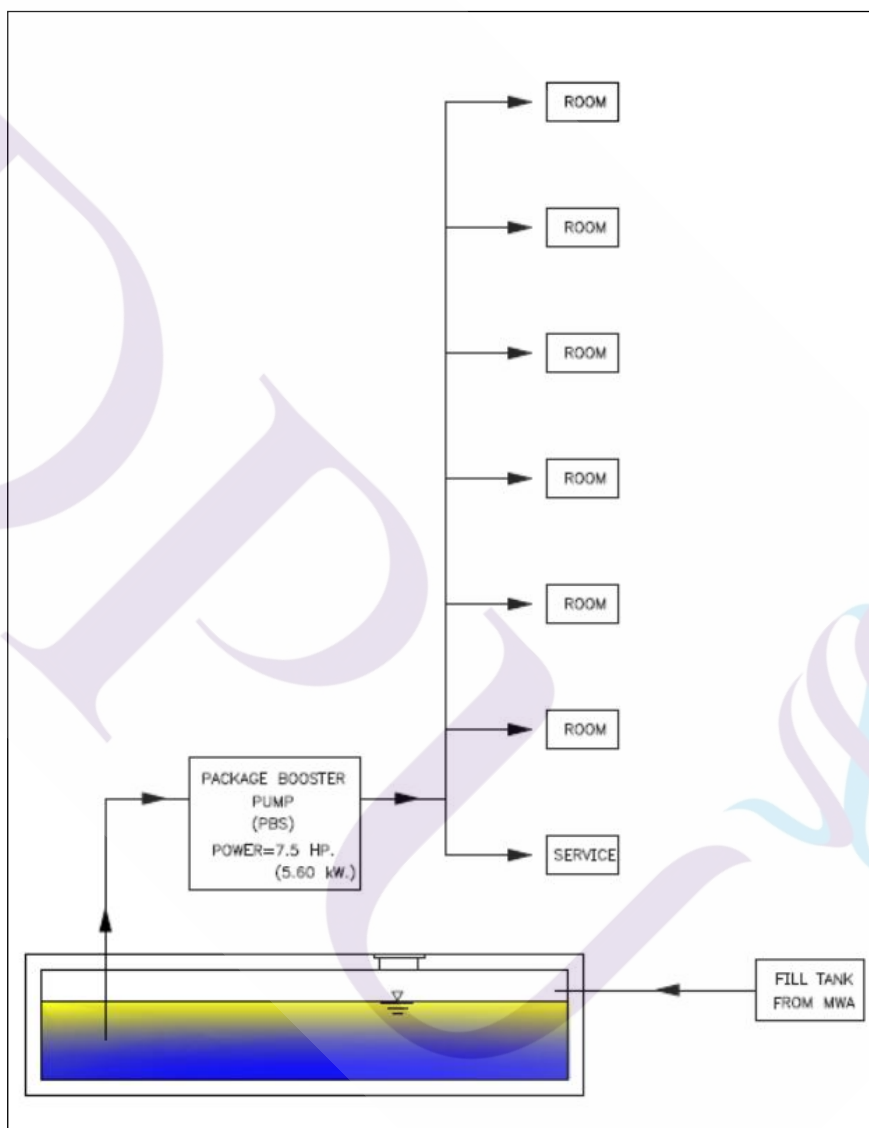 ROOM
ROOM
ROOM
ROOM
ROOM
ROOM
PACKAGE BOOSTER
PUMP
(PBS)
POWER=7.5 HP.
(5.60 kW.)
SERVICE
FILL TANK
FROM MWA
DPU